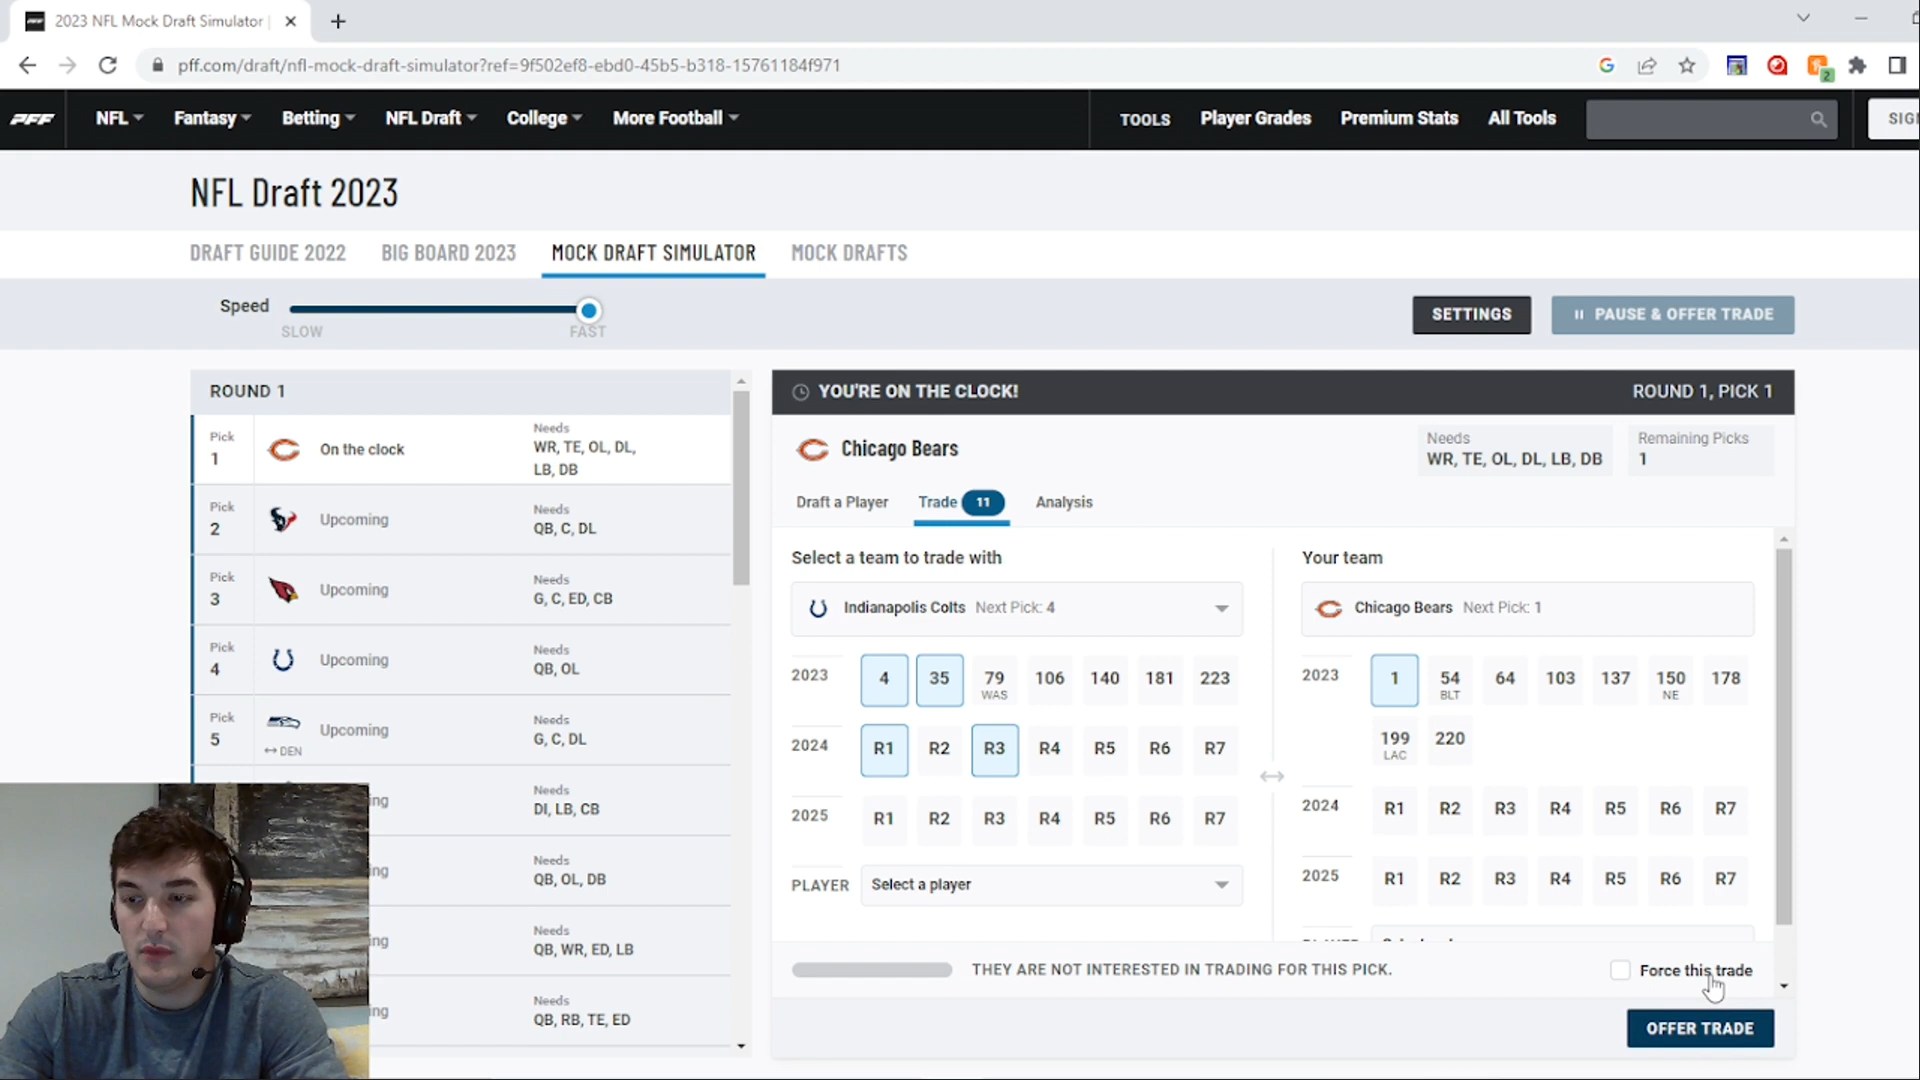 2023 NFL Mock Draft Simulator |
pff.com/draft/nfl-mock-draft-simulator?ref=9f502ef8-ebd0-45b5-b318-15761184f971
2
PFF
NFL
Fantasy
Betting
NFL Draft
College
More Football
TOOLS
Player Grades
Premium Stats
All Tools
SIG
NFL Draft 2023
DRAFT GUIDE 2022
BIG BOARD 2023
MOCK DRAFT SIMULATOR
MOCK DRAFTS
Speed
SLOW
FAST
SETTINGS
PAUSE & OFFER TRADE
ROUND 1
Pick 1
On the clock
Needs
WR, TE, OL, DL,
LB, DB
Pick 2
Upcoming
Needs
QB, C, DL
Pick 3
Upcoming
Needs
G, C, ED, CB
Pick 4
Upcoming
Needs
QB, OL
Pick 5
DEN
Upcoming
Needs
G, C, DL
ng
Needs
DI, LB, CB
ng
Needs
QB, OL, DB
ng
Needs
QB, WR, ED, LB
ng
Needs
QB, RB, TE, ED
YOU'RE ON THE CLOCK!
ROUND 1, PICK 1
Chicago Bears
Needs
WR, TE, OL, DL, LB, DB
Remaining Picks
1
Draft a Player
Trade 11
Analysis
Select a team to trade with
Indianapolis Colts Next Pick: 4
2023 4 35 79 106 140 181 223
WAS
2024 R1 R2 R3 R4 R5 R6 R7
2025 R1 R2 R3 R4 R5 R6 R7
PLAYER Select a player
Your team
Chicago Bears Next Pick: 1
2023 1 54 64 103 137 150 178
BLT NE
199 220
LAC
2024 R1 R2 R3 R4 R5 R6 R7
2025 R1 R2 R3 R4 R5 R6 R7
THEY ARE NOT INTERESTED IN TRADING FOR THIS PICK.
Force this trade
OFFER TRADE